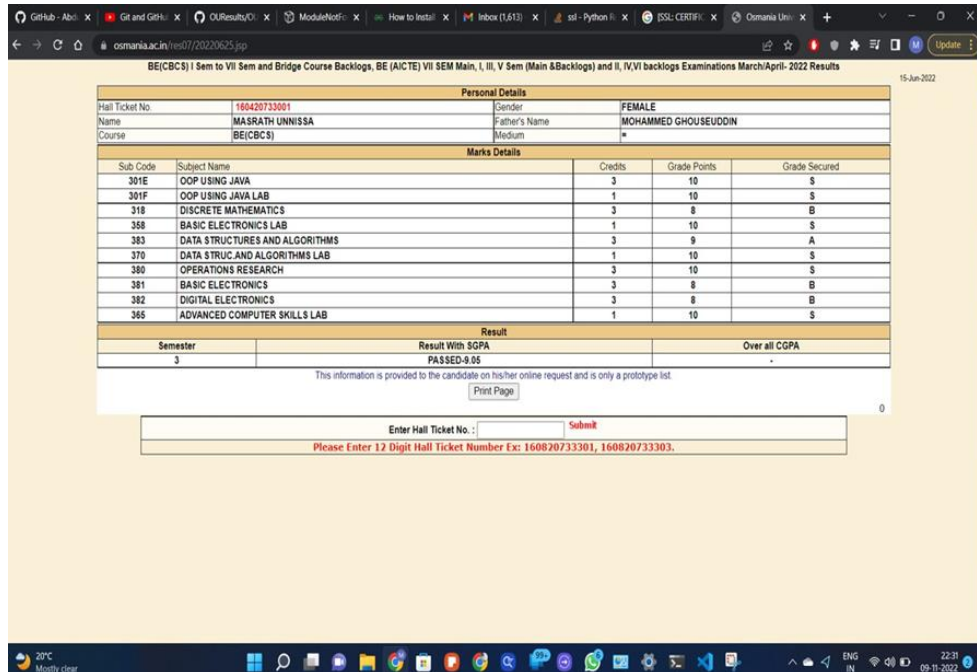 GitHub - Abdu
Git and GitHu
OUResults/OU
ModuleNotFo
How to Install
Inbox (1,613)
ssl - Python R
[SSL: CERTIFIC
Osmania Univ
osmania.ac.in/res07/20220625.jsp
Update
BE(CBCS) I Sem to VII Sem and Bridge Course Backlogs, BE (AICTE) VII SEM Main, I, III, V Sem (Main &Backlogs) and II, IV,VI backlogs Examinations March/April- 2022 Results
15-Jun-2022
Personal Details
Hall Ticket No. 160420733001 Gender FEMALE
Name MASRATH UNNISSA Father's Name MOHAMMED GHOUSEUDDIN
Course BE(CBCS) Medium
Marks Details
Sub Code Subject Name Credits Grade Points Grade Secured
301E OOP USING JAVA 3 10 S
301F OOP USING JAVA LAB 1 10 S
318 DISCRETE MATHEMATICS 3 8 B
358 BASIC ELECTRONICS LAB 1 10 S
383 DATA STRUCTURES AND ALGORITHMS 3 9 A
370 DATA STRUC.AND ALGORITHMS LAB 1 10 S
380 OPERATIONS RESEARCH 3 10 S
381 BASIC ELECTRONICS 3 8 B
382 DIGITAL ELECTRONICS 3 8 B
365 ADVANCED COMPUTER SKILLS LAB 1 10 S
Result
Semester Result With SGPA Over all CGPA
3 PASSED-9.05 -
This information is provided to the candidate on his/her online request and is only a prototype list.
Print Page
0
Enter Hall Ticket No. : Submit
Please Enter 12 Digit Hall Ticket Number Ex: 160820733301, 160820733303.
20°C
Mostly clear
99+
ENG
IN
22:31
09-11-2022